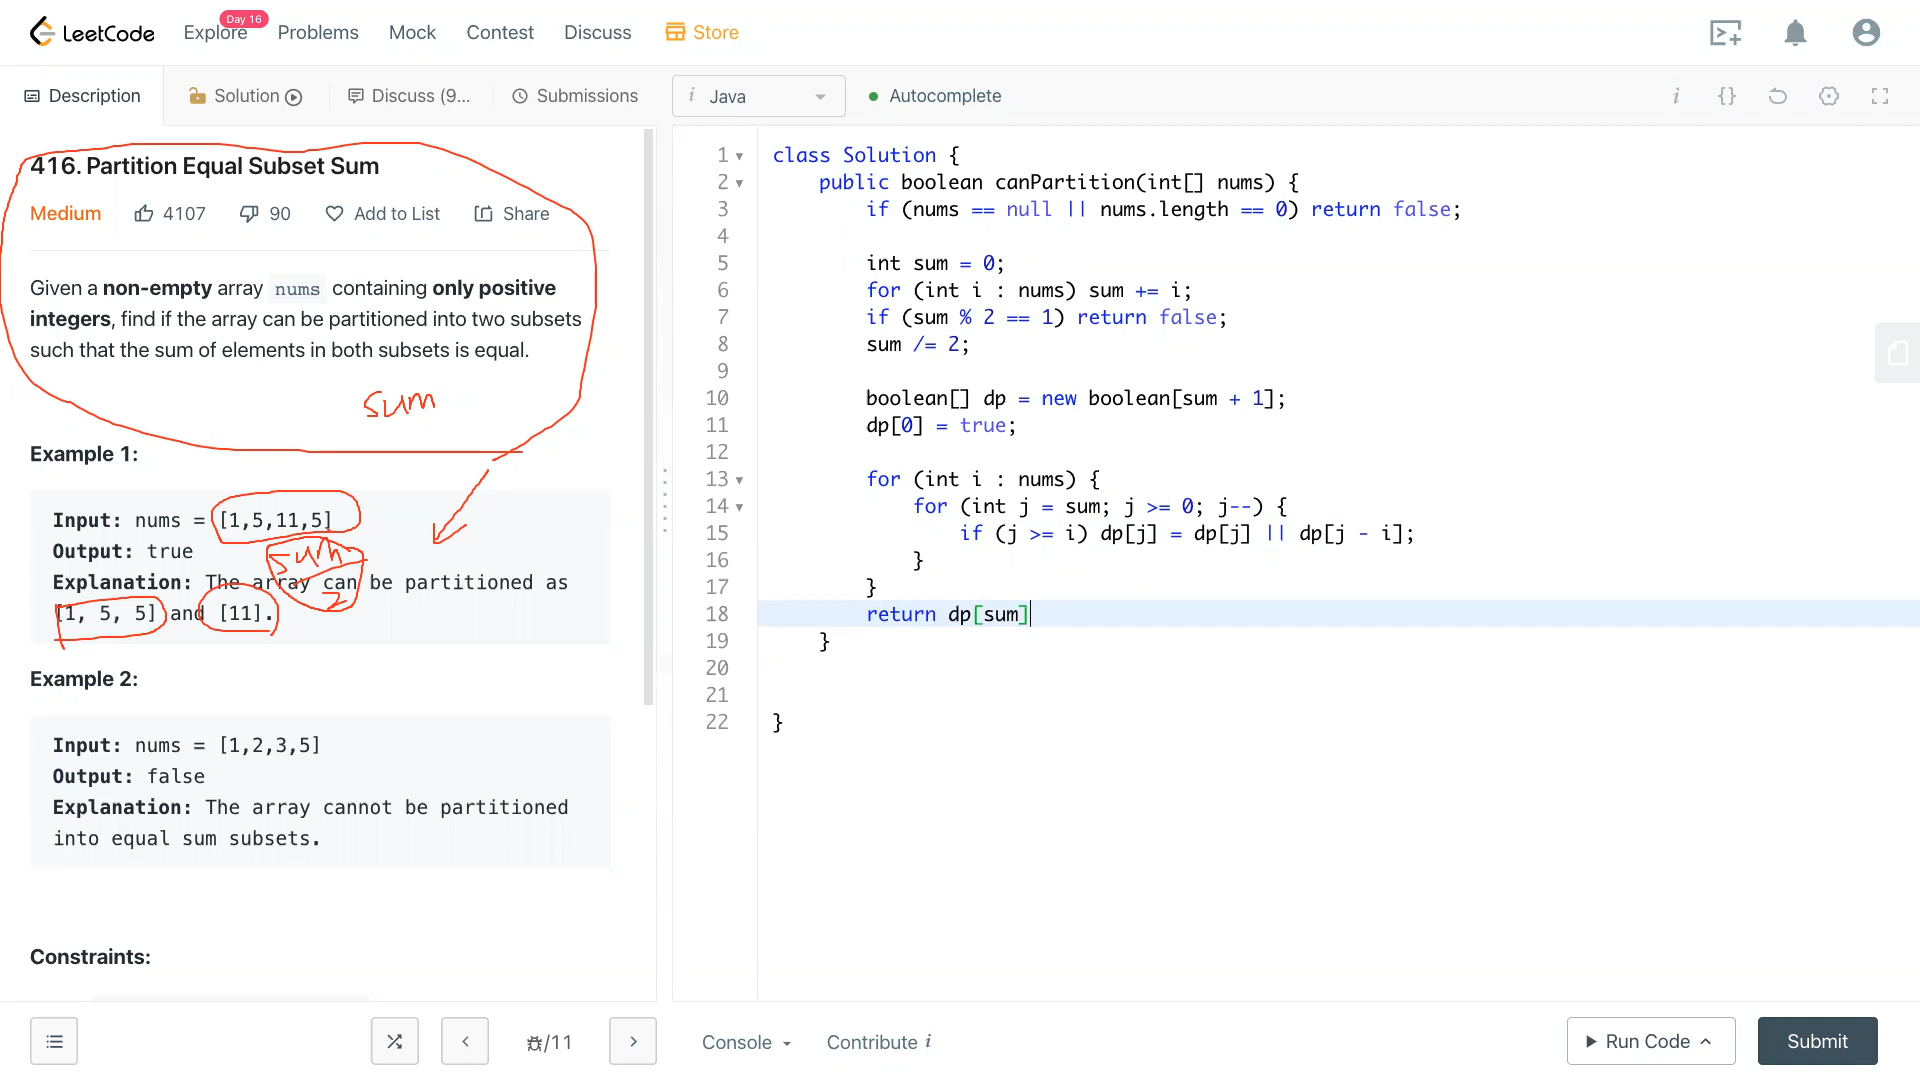 LeetCode
Explore
Day 16
Problems
Mock
Contest
Discuss
Store
Description
Solution
Discuss (9...
Submissions
i Java
Autocomplete
i {}
416. Partition Equal Subset Sum
Medium 4107 90 Add to List Share
Given a non-empty array nums containing only positive
integers, find if the array can be partitioned into two subsets
such that the sum of elements in both subsets is equal.
sum
Example 1:
Input: nums = [1,5,11,5]
Output: true
sum
2
Explanation: The array can be partitioned as
[1, 5, 5] and [11].
Example 2:
Input: nums = [1,2,3,5]
Output: false
Explanation: The array cannot be partitioned
into equal sum subsets.
Constraints:
1 class Solution {
2 public boolean canPartition(int[] nums) {
3 if (nums == null || nums.length == 0) return false;
4
5 int sum = 0;
6 for (int i : nums) sum += i;
7 if (sum % 2 == 1) return false;
8 sum /= 2;
9
10 boolean[] dp = new boolean[sum + 1];
11 dp[0] = true;
12
13 for (int i : nums) {
14 for (int j = sum; j >= 0; j--) {
15 if (j >= i) dp[j] = dp[j] || dp[j - i];
16 }
17 }
18 return dp[sum]
19 }
20
21
22 }
/11
Console
Contribute i
Run Code
Submit